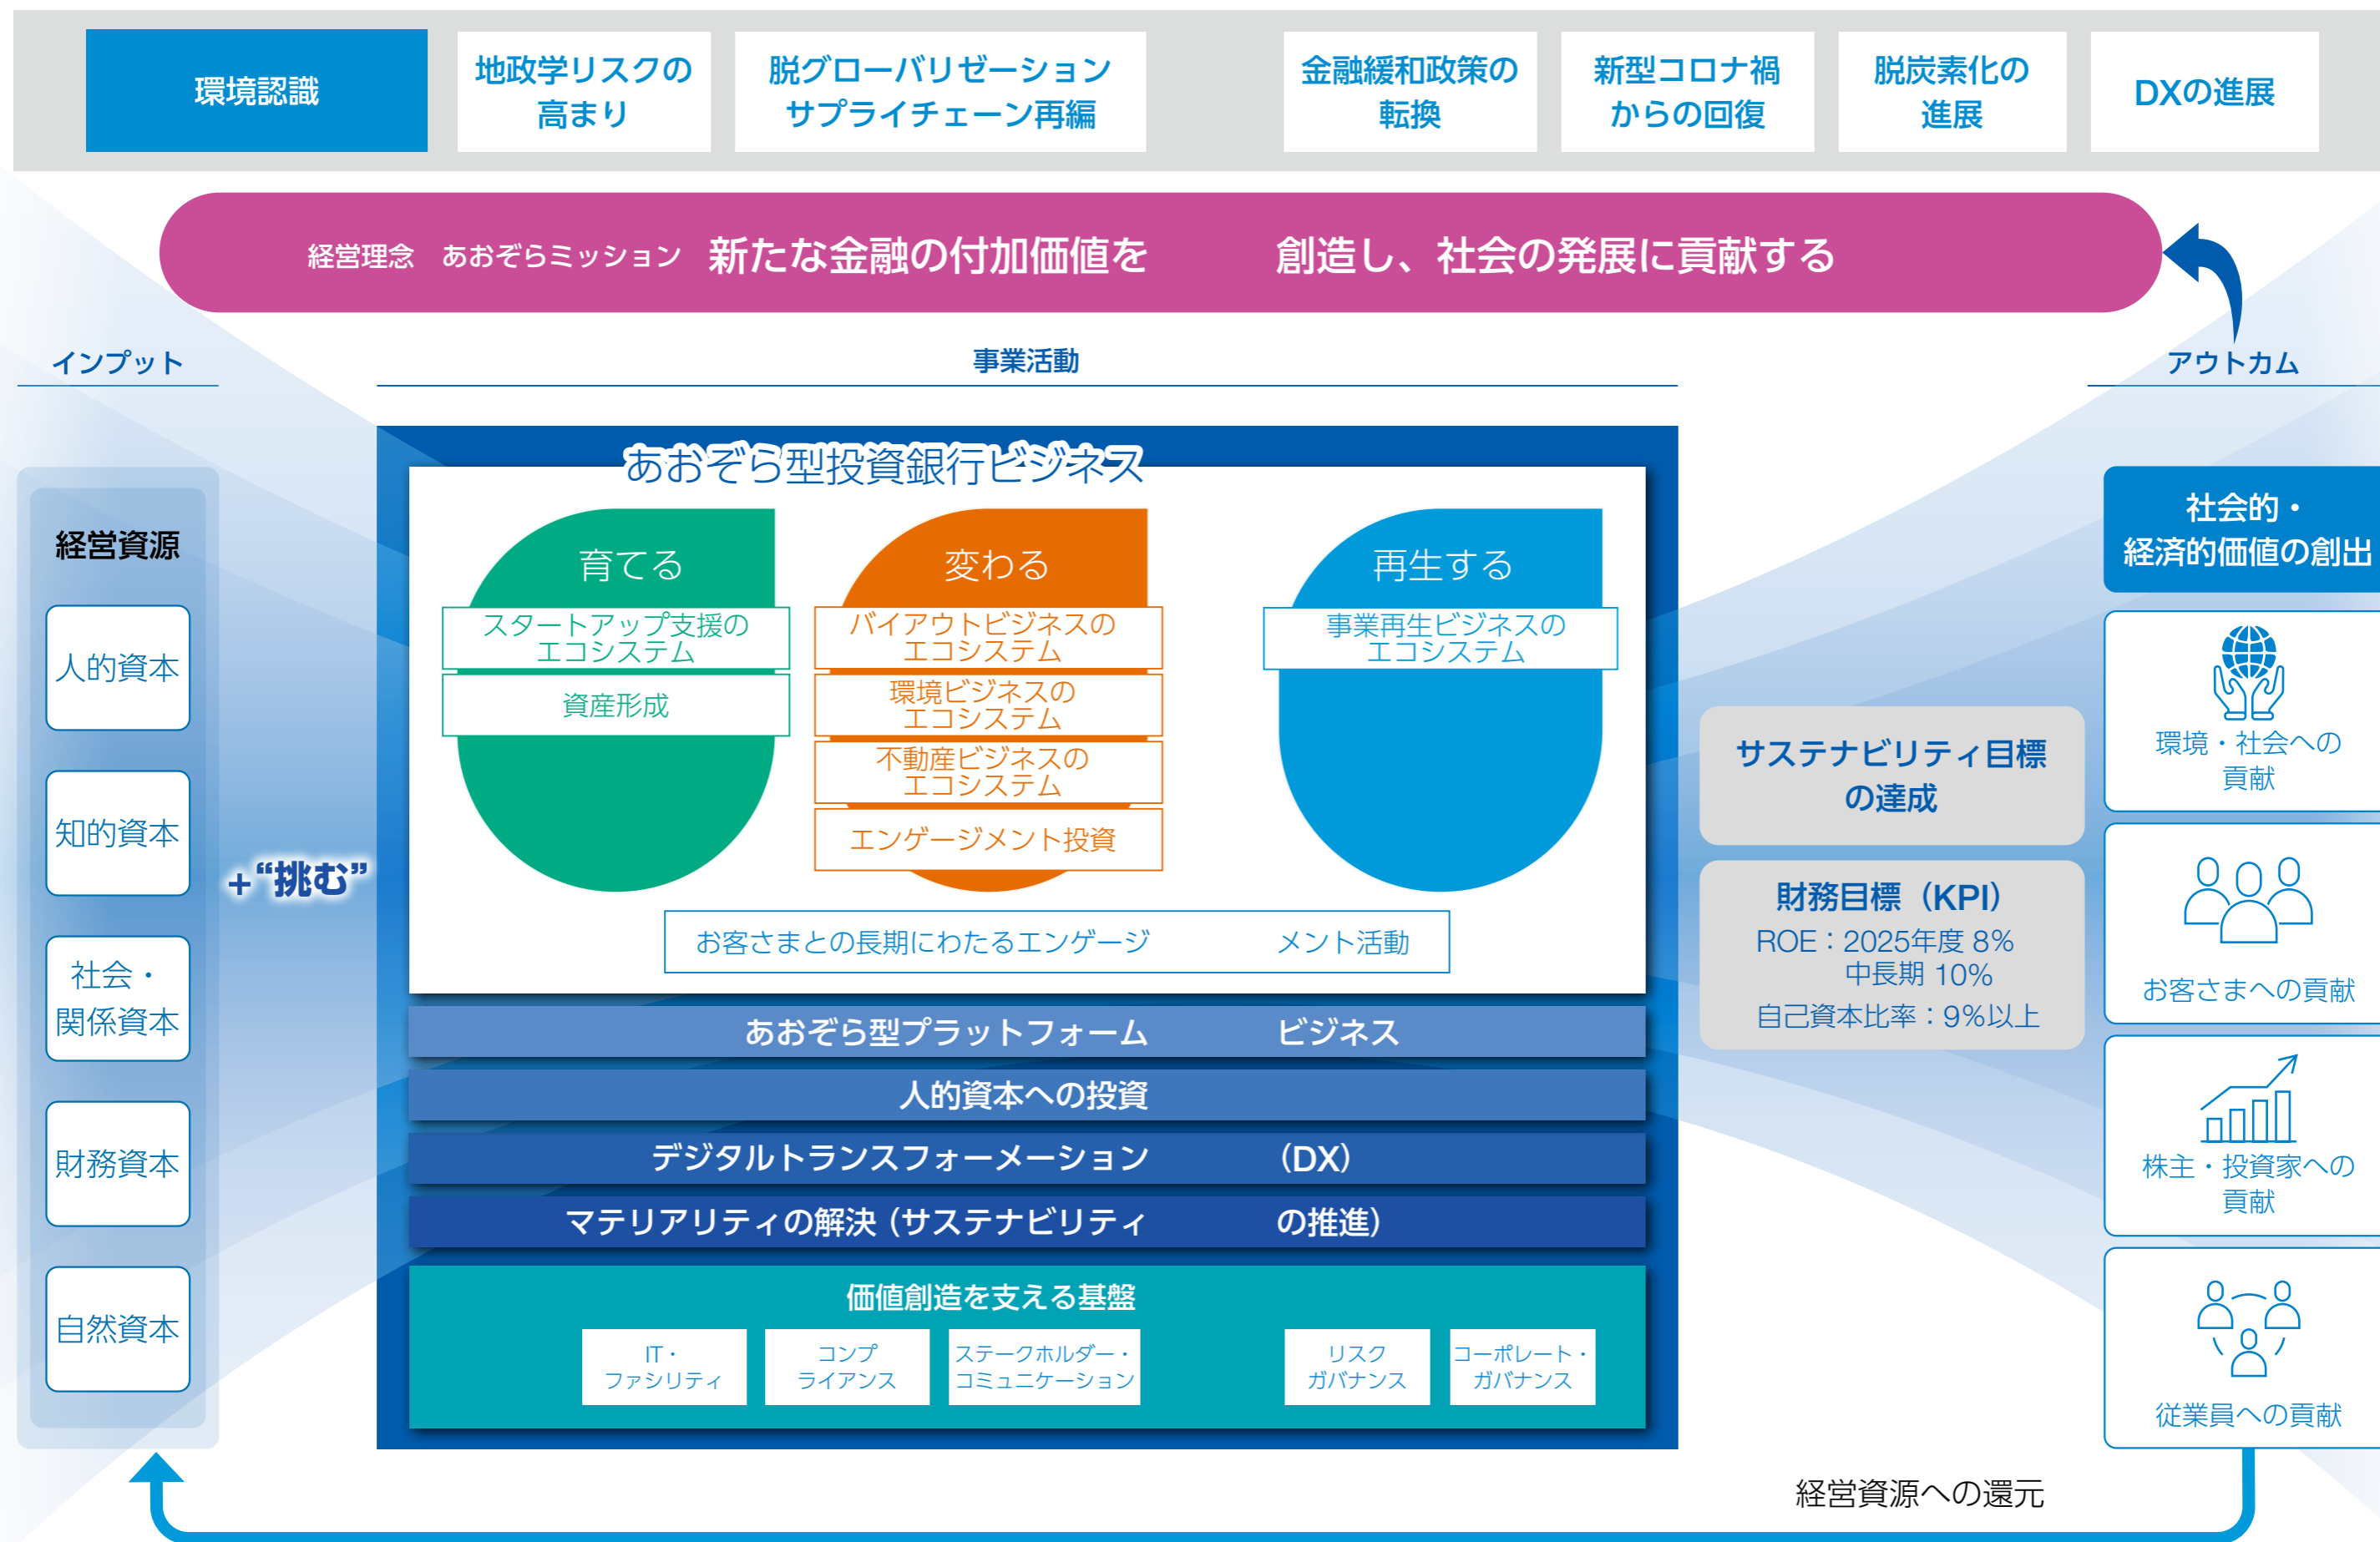 環境認識
地政学リスクの
高まり
脱グローバリゼーション
サプライチェーン再編
金融緩和政策の
転換
新型コロナ禍
からの回復
脱炭素化の
進展
DXの進展
経営理念 あおぞらミッション 新たな金融の付加価値を 創造し、社会の発展に貢献する
インプット
事業活動
アウトカム
経営資源
人的資本
知的資本
社会・
関係資本
財務資本
自然資本
+“挑む”
あおぞら型投資銀行ビジネス
育てる
スタートアップ支援の
エコシステム
資産形成
変わる
バイアウトビジネスの
エコシステム
環境ビジネスの
エコシステム
不動産ビジネスの
エコシステム
エンゲージメント投資
再生する
事業再生ビジネスの
エコシステム
お客さまとの長期にわたるエンゲージ メント活動
あおぞら型プラットフォーム ビジネス
人的資本への投資
デジタルトランスフォーメーション (DX)
マテリアリティの解決(サステナビリティ の推進)
価値創造を支える基盤
IT・
ファシリティ
コンプ
ライアンス
ステークホルダー・
コミュニケーション
リスク
ガバナンス
コーポレート・
ガバナンス
サステナビリティ目標
の達成
財務目標(KPI)
ROE:2025年度 8%
中長期 10%
自己資本比率:9%以上
社会的・
経済的価値の創出
環境・社会への
貢献
お客さまへの貢献
株主・投資家への
貢献
従業員への貢献
経営資源への還元